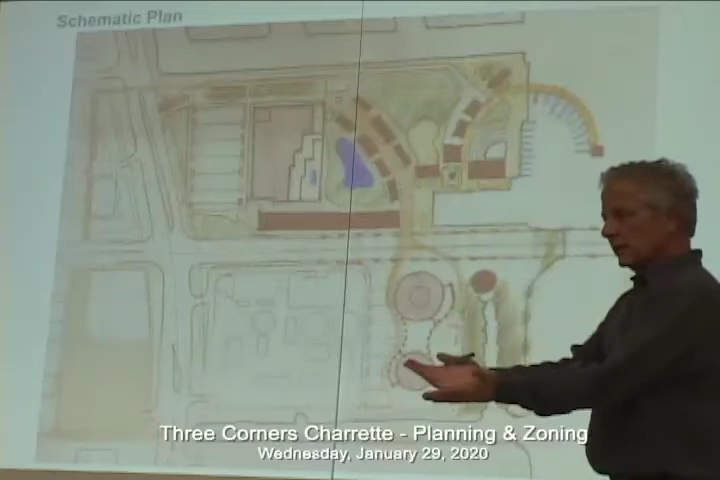 Schematic Plan
Three Corners Charrette - Planning & Zoning
Wednesday, January 29, 2020